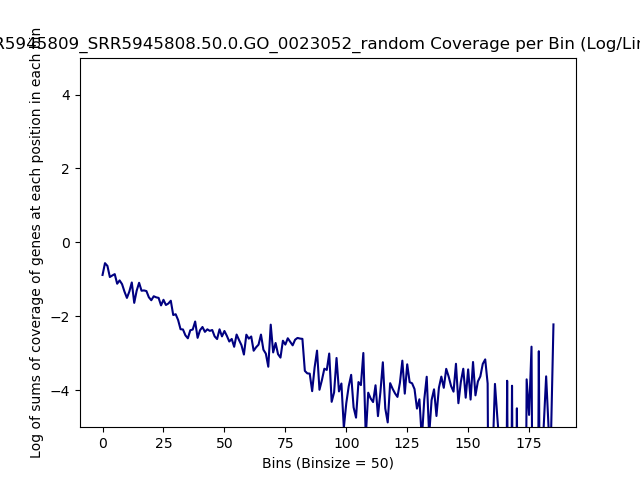 5945809_SRR5945808.50.0.GO_0023052_random Coverage per Bin (Log/Lin
Log of sums of coverage of genes at each position in each bin
4
2
0
−2
−4
0 25 50 75 100 125 150 175
Bins (Binsize = 50)